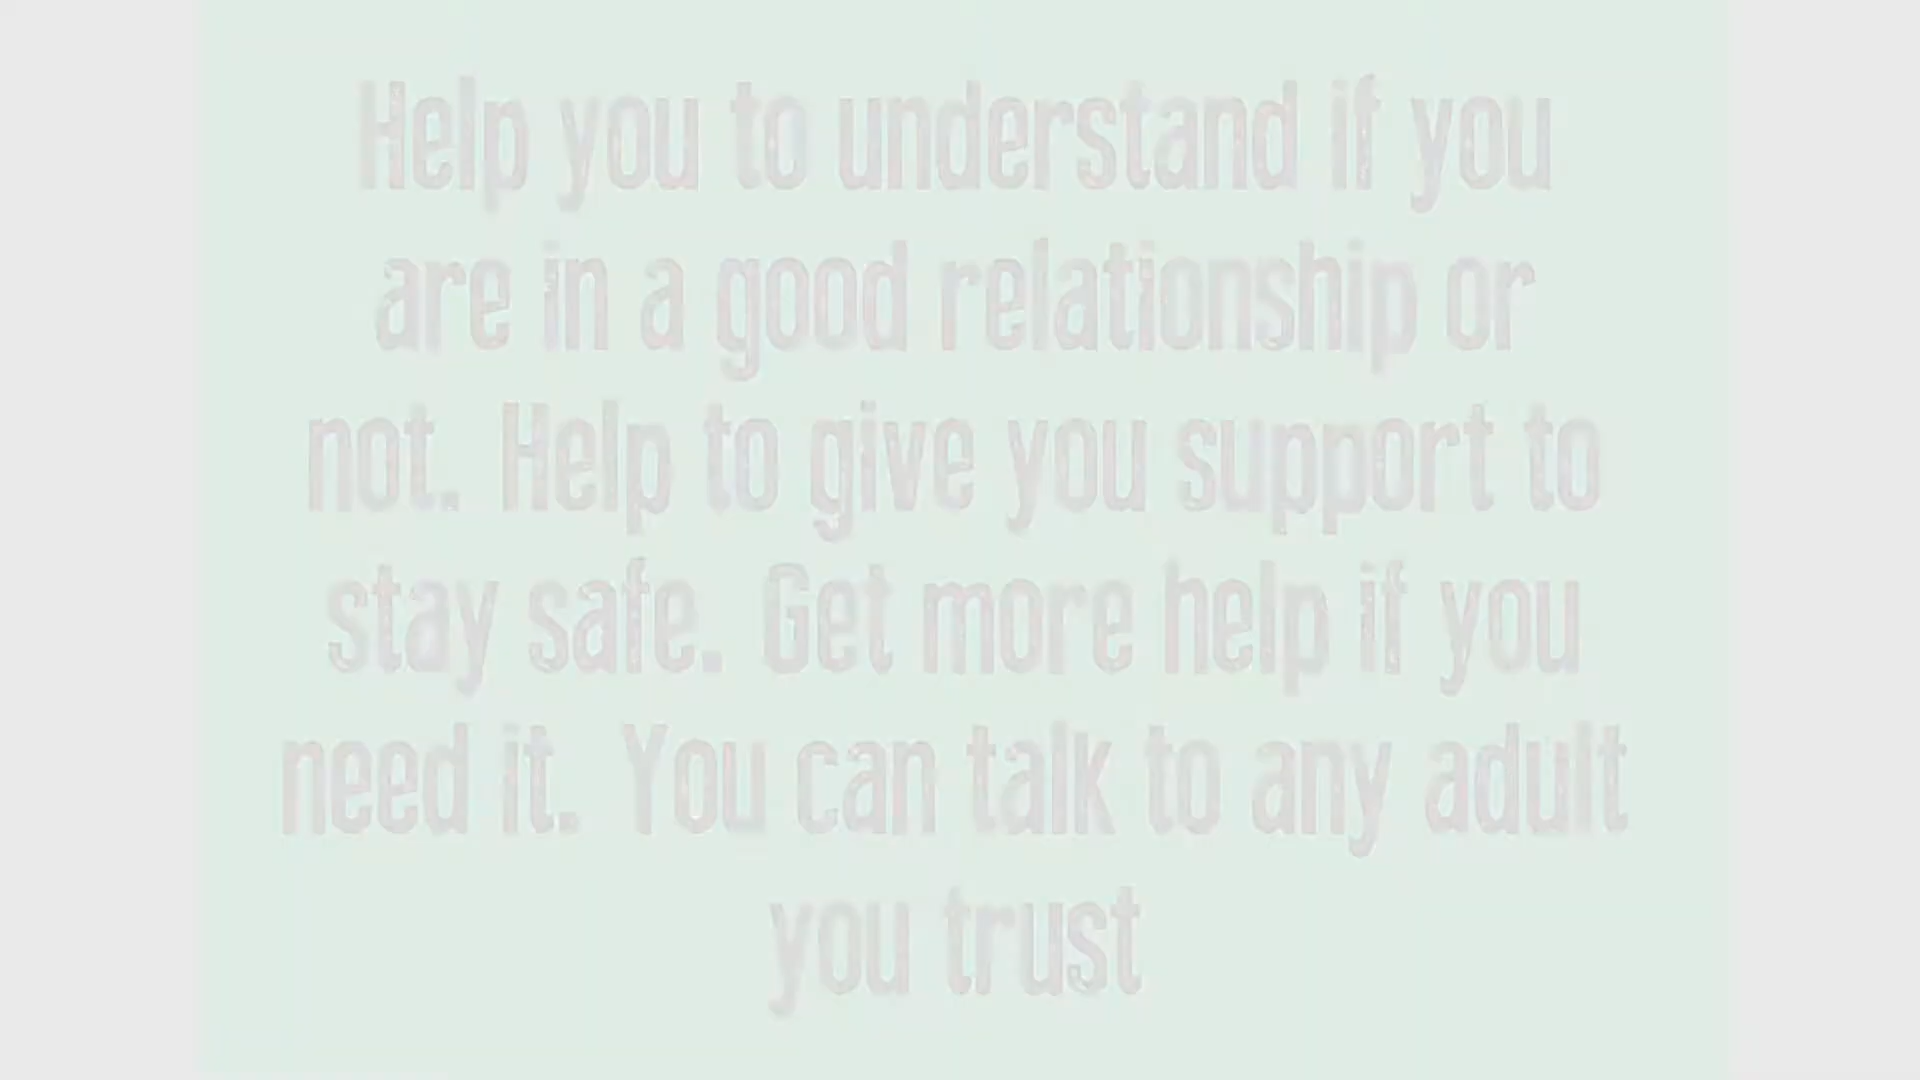 Help you to understand if you
are in a good relationship or
not. Help to give you support to
stay safe. Get more help if you
need it. You can talk to any adult
you trust